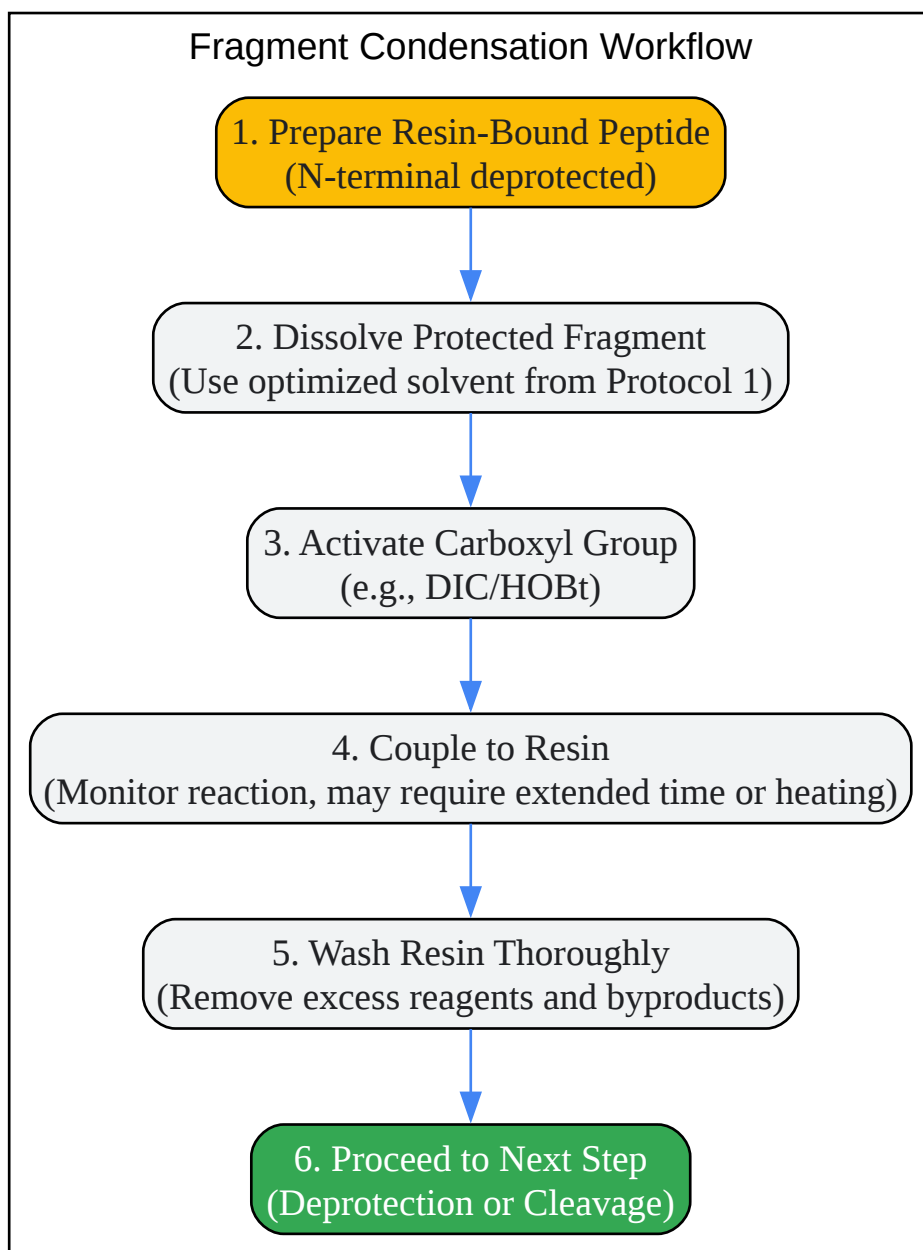 Fragment Condensation Workflow
1. Prepare Resin-Bound Peptide
(N-terminal deprotected)
2. Dissolve Protected Fragment
(Use optimized solvent from Protocol 1)
3. Activate Carboxyl Group
(e.g., DIC/HOBt)
4. Couple to Resin
(Monitor reaction, may require extended time or heating)
5. Wash Resin Thoroughly
(Remove excess reagents and byproducts)
6. Proceed to Next Step
(Deprotection or Cleavage)